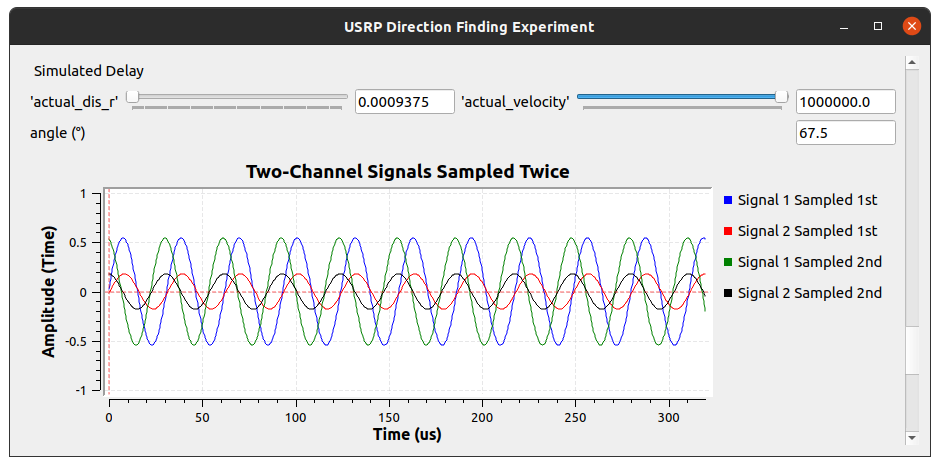 USRP Direction Finding Experiment
Simulated Delay
'actual_dis_r' 0.0009375 'actual_velocity' 1000000.0
angle (°) 67.5
Two-Channel Signals Sampled Twice
1
0.5
0
-0.5
-1
Amplitude (Time)
Signal 1 Sampled 1st
Signal 2 Sampled 1st
Signal 1 Sampled 2nd
Signal 2 Sampled 2nd
0 50 100 150 200 250 300
Time (us)